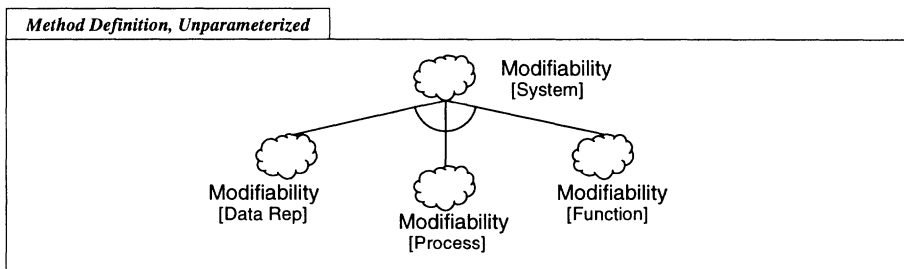 Method Definition, Unparameterized
Modifiability
[System]
Modifiability
[Data Rep]
Modifiability
[Process]
Modifiability
[Function]